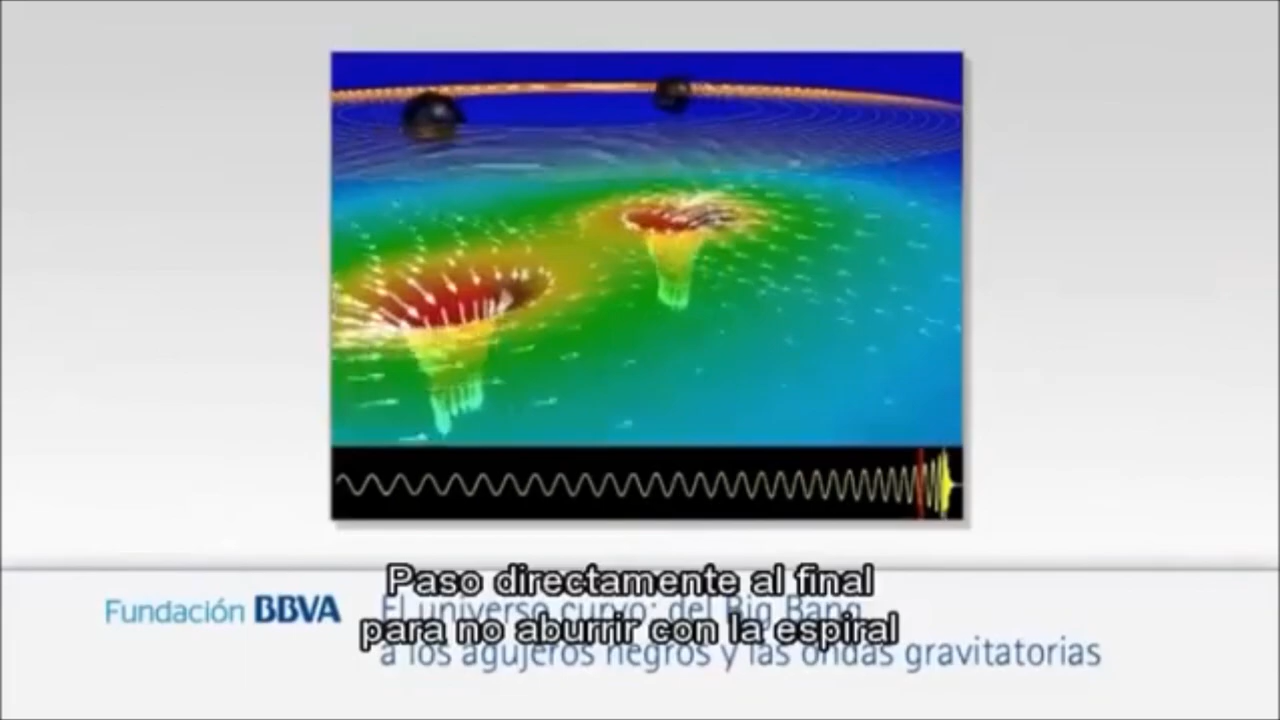 Paso directamente al final
para no aburrir con la espiral
Fundación BBVA
El universo curvo: del Big Bang
a los agujeros negros y las ondas gravitatorias